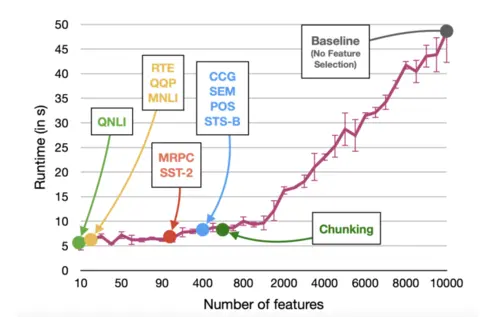 50
45
40
35
30
25
20
15
10
5
0
Runtime (in s)
QNLI
RTE
QQP
MNLI
MRPC
SST-2
CCG
SEM
POS
STS-B
Baseline
(No Feature
Selection)
Chunking
10 50 90 400 800 2000 4000 6000 8000 10000
Number of features